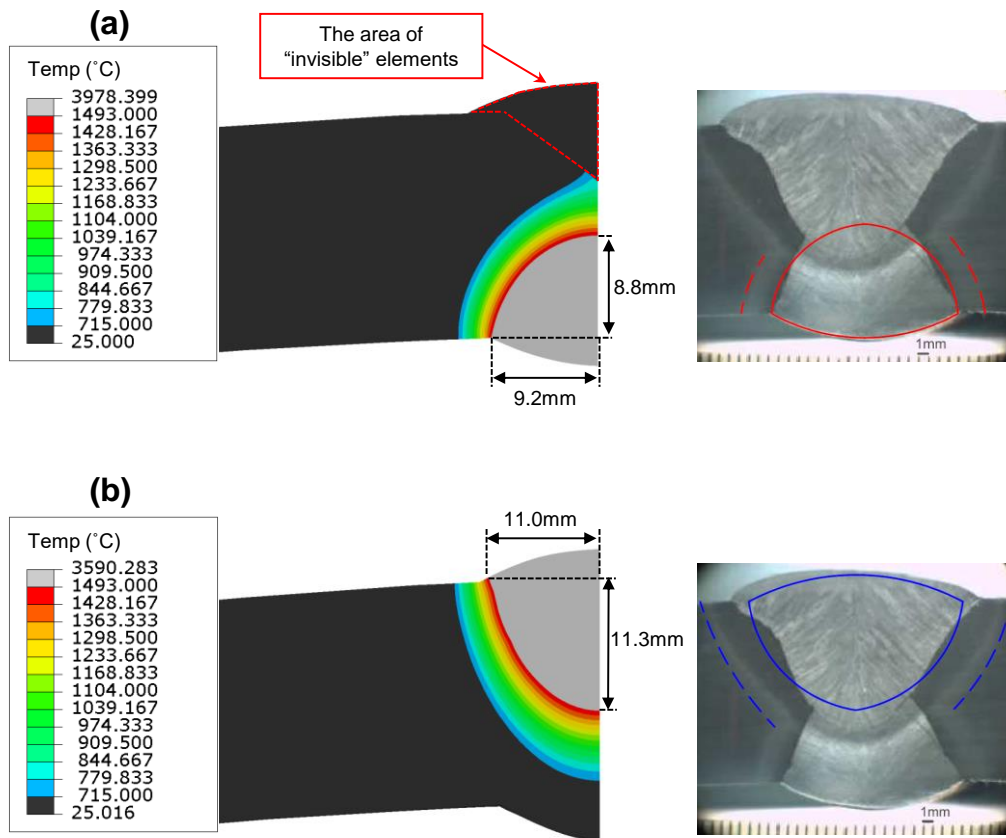 (a)
Temp (˚C)
3978.399
1493.000
1428.167
1363.333
1298.500
1233.667
1168.833
1104.000
1039.167
974.333
909.500
844.667
779.833
715.000
25.000
The area of
“invisible” elements
8.8mm
9.2mm
1mm
(b)
Temp (˚C)
3590.283
1493.000
1428.167
1363.333
1298.500
1233.667
1168.833
1104.000
1039.167
974.333
909.500
844.667
779.833
715.000
25.016
11.0mm
11.3mm
1mm